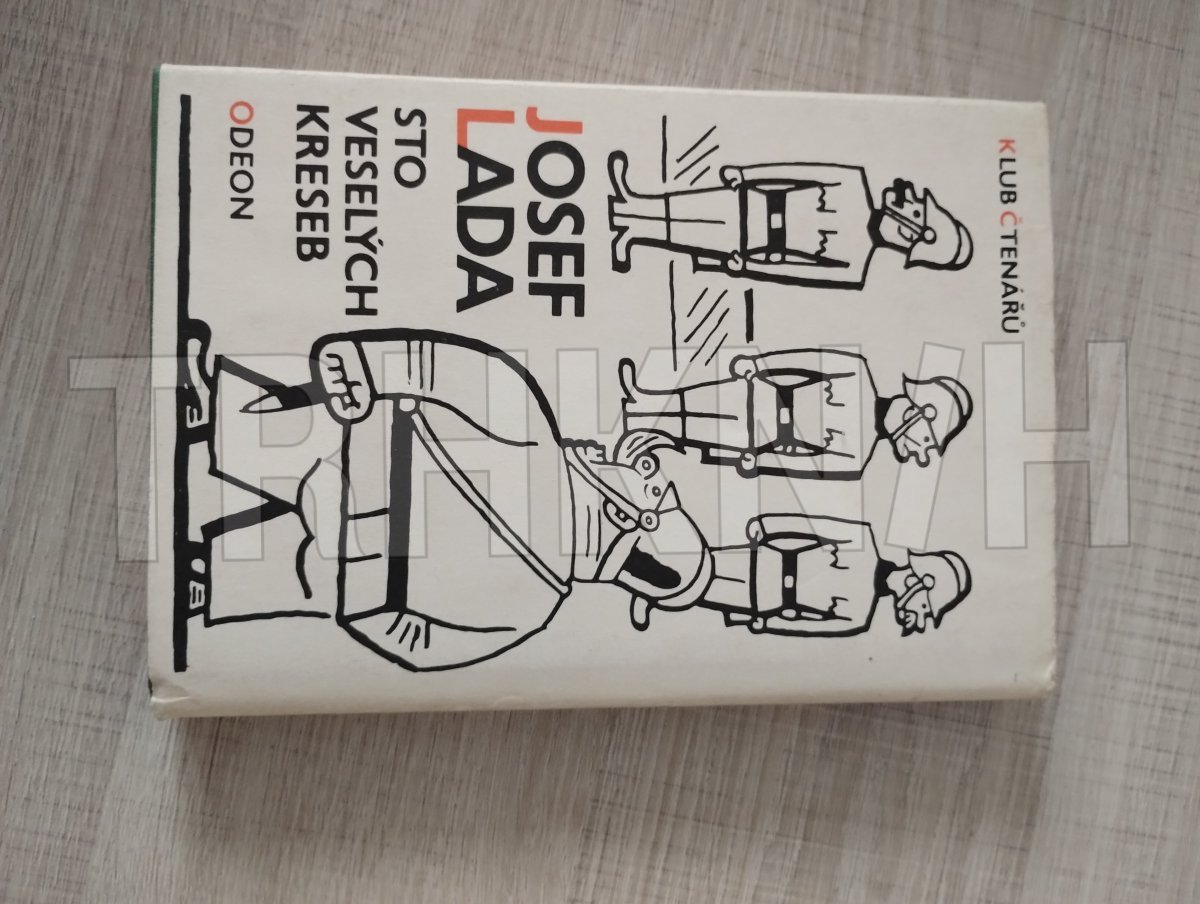 KLUB ČTENÁŘŮ
JOSEF
LADA
STO
VESELÝCH
KRESEB
ODEON
TRHKNIH